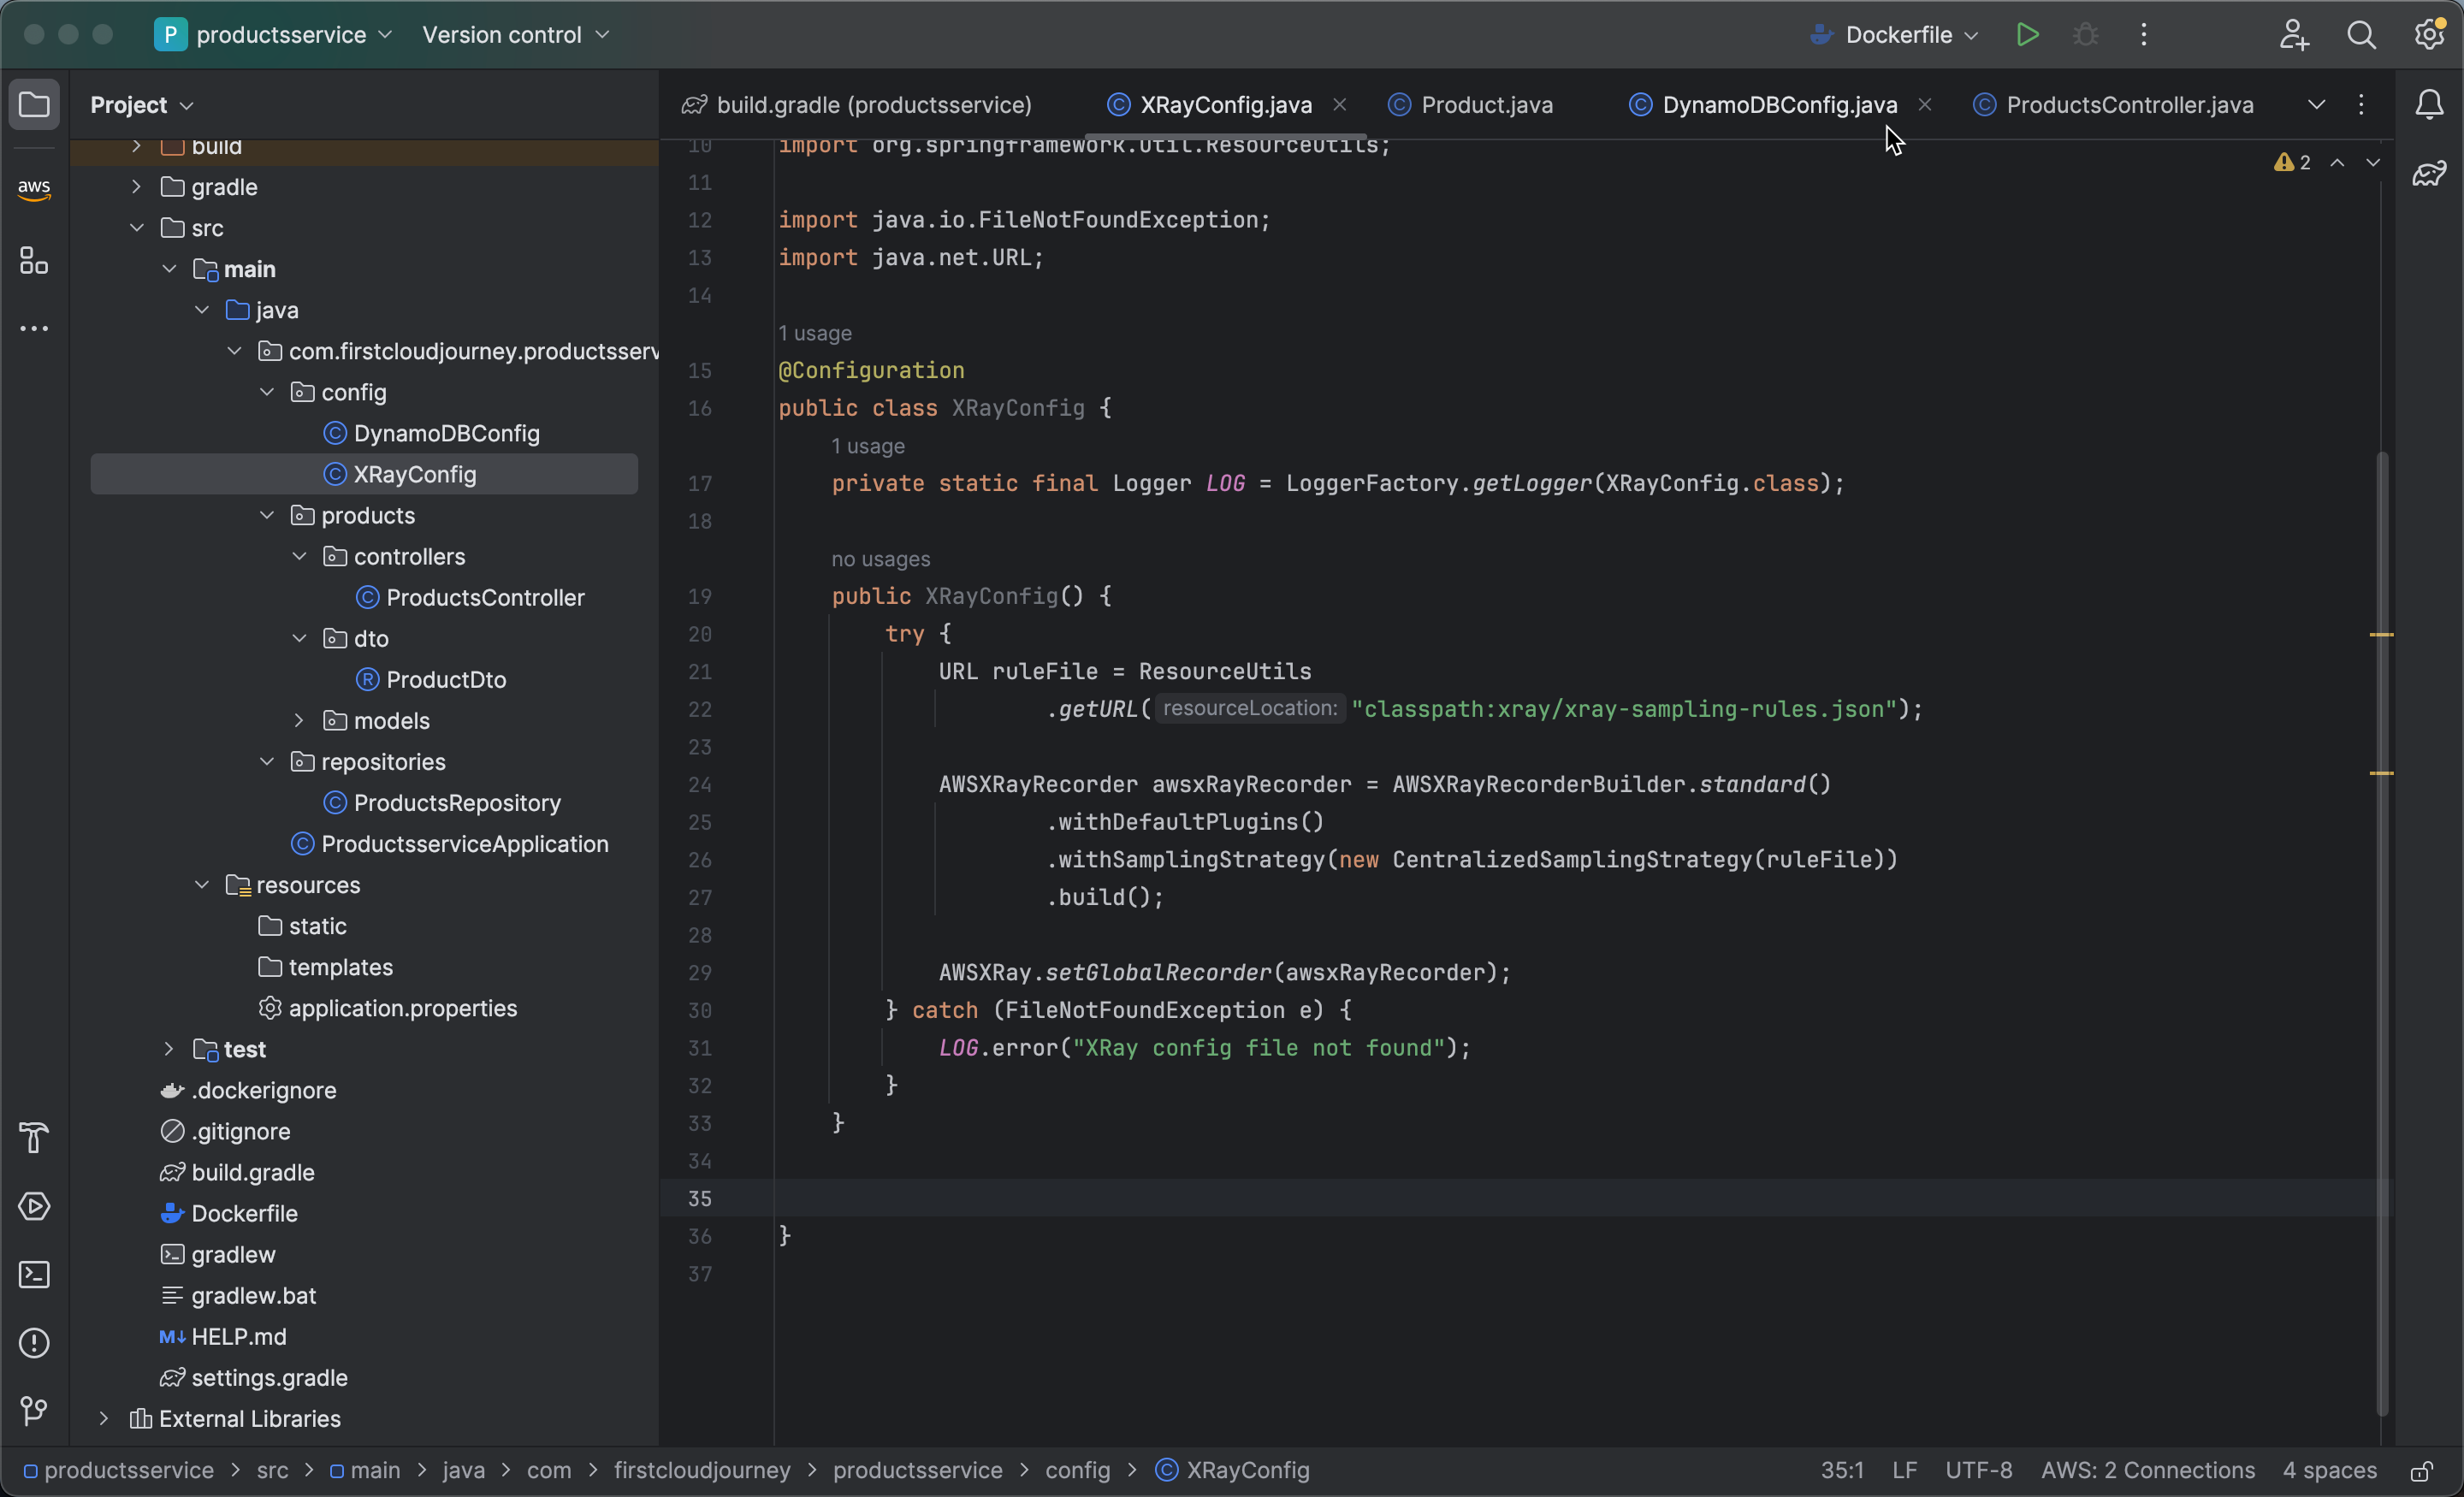 P productsservice Version control Dockerfile
Project
build.gradle (productsservice) XRayConfig.java Product.java DynamoDBConfig.java ProductsController.java
aws
build
gradle
src
main
java
com.firstcloudjourney.productsserv
config
DynamoDBConfig
XRayConfig
products
controllers
ProductsController
dto
ProductDto
models
repositories
ProductsRepository
ProductsserviceApplication
resources
static
templates
application.properties
test
.dockerignore
.gitignore
build.gradle
Dockerfile
gradlew
gradlew.bat
M↓ HELP.md
settings.gradle
External Libraries
2
10 import org.springframework.util.ResourceUtils;
11
12 import java.io.FileNotFoundException;
13 import java.net.URL;
14
1 usage
15 @Configuration
16 public class XRayConfig {
1 usage
17 private static final Logger LOG = LoggerFactory.getLogger(XRayConfig.class);
18
no usages
19 public XRayConfig() {
20 try {
21 URL ruleFile = ResourceUtils
22 .getURL( resourceLocation: "classpath:xray/xray-sampling-rules.json");
23
24 AWSXRayRecorder awsxRayRecorder = AWSXRayRecorderBuilder.standard()
25 .withDefaultPlugins()
26 .withSamplingStrategy(new CentralizedSamplingStrategy(ruleFile))
27 .build();
28
29 AWSXRay.setGlobalRecorder(awsxRayRecorder);
30 } catch (FileNotFoundException e) {
31 LOG.error("XRay config file not found");
32 }
33 }
34
35
36 }
37
productsservice > src > main > java > com > firstcloudjourney > productsservice > config > XRayConfig 35:1 LF UTF-8 AWS: 2 Connections 4 spaces